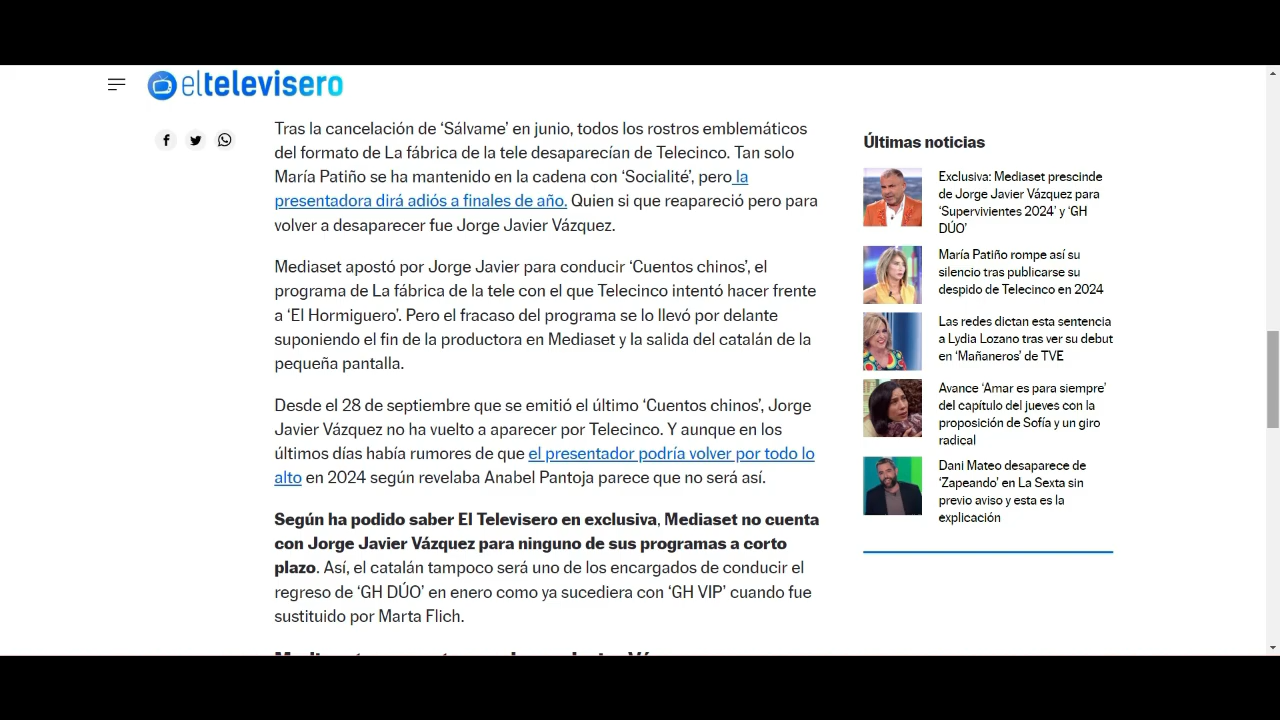 eltelevisero
Tras la cancelación de ‘Sálvame’ en junio, todos los rostros emblemáticos
del formato de La fábrica de la tele desaparecían de Telecinco. Tan solo
María Patiño se ha mantenido en la cadena con ‘Socialité’, pero la
presentadora dirá adiós a finales de año. Quien si que reapareció pero para
volver a desaparecer fue Jorge Javier Vázquez.
Mediaset apostó por Jorge Javier para conducir ‘Cuentos chinos’, el
programa de La fábrica de la tele con el que Telecinco intentó hacer frente
a ‘El Hormiguero’. Pero el fracaso del programa se lo llevó por delante
suponiendo el fin de la productora en Mediaset y la salida del catalán de la
pequeña pantalla.
Desde el 28 de septiembre que se emitió el último ‘Cuentos chinos’, Jorge
Javier Vázquez no ha vuelto a aparecer por Telecinco. Y aunque en los
últimos días había rumores de que el presentador podría volver por todo lo
alto en 2024 según revelaba Anabel Pantoja parece que no será así.
Según ha podido saber El Televisero en exclusiva, Mediaset no cuenta
con Jorge Javier Vázquez para ninguno de sus programas a corto
plazo. Así, el catalán tampoco será uno de los encargados de conducir el
regreso de ‘GH DÚO’ en enero como ya sucediera con ‘GH VIP’ cuando fue
sustituido por Marta Flich.
Últimas noticias
Exclusiva: Mediaset prescinde
de Jorge Javier Vázquez para
‘Supervivientes 2024’ y ‘GH
DÚO’
María Patiño rompe así su
silencio tras publicarse su
despido de Telecinco en 2024
Las redes dictan esta sentencia
a Lydia Lozano tras ver su debut
en ‘Mañaneros’ de TVE
Avance ‘Amar es para siempre’
del capítulo del jueves con la
proposición de Sofía y un giro
radical
Dani Mateo desaparece de
‘Zapeando’ en La Sexta sin
previo aviso y esta es la
explicación